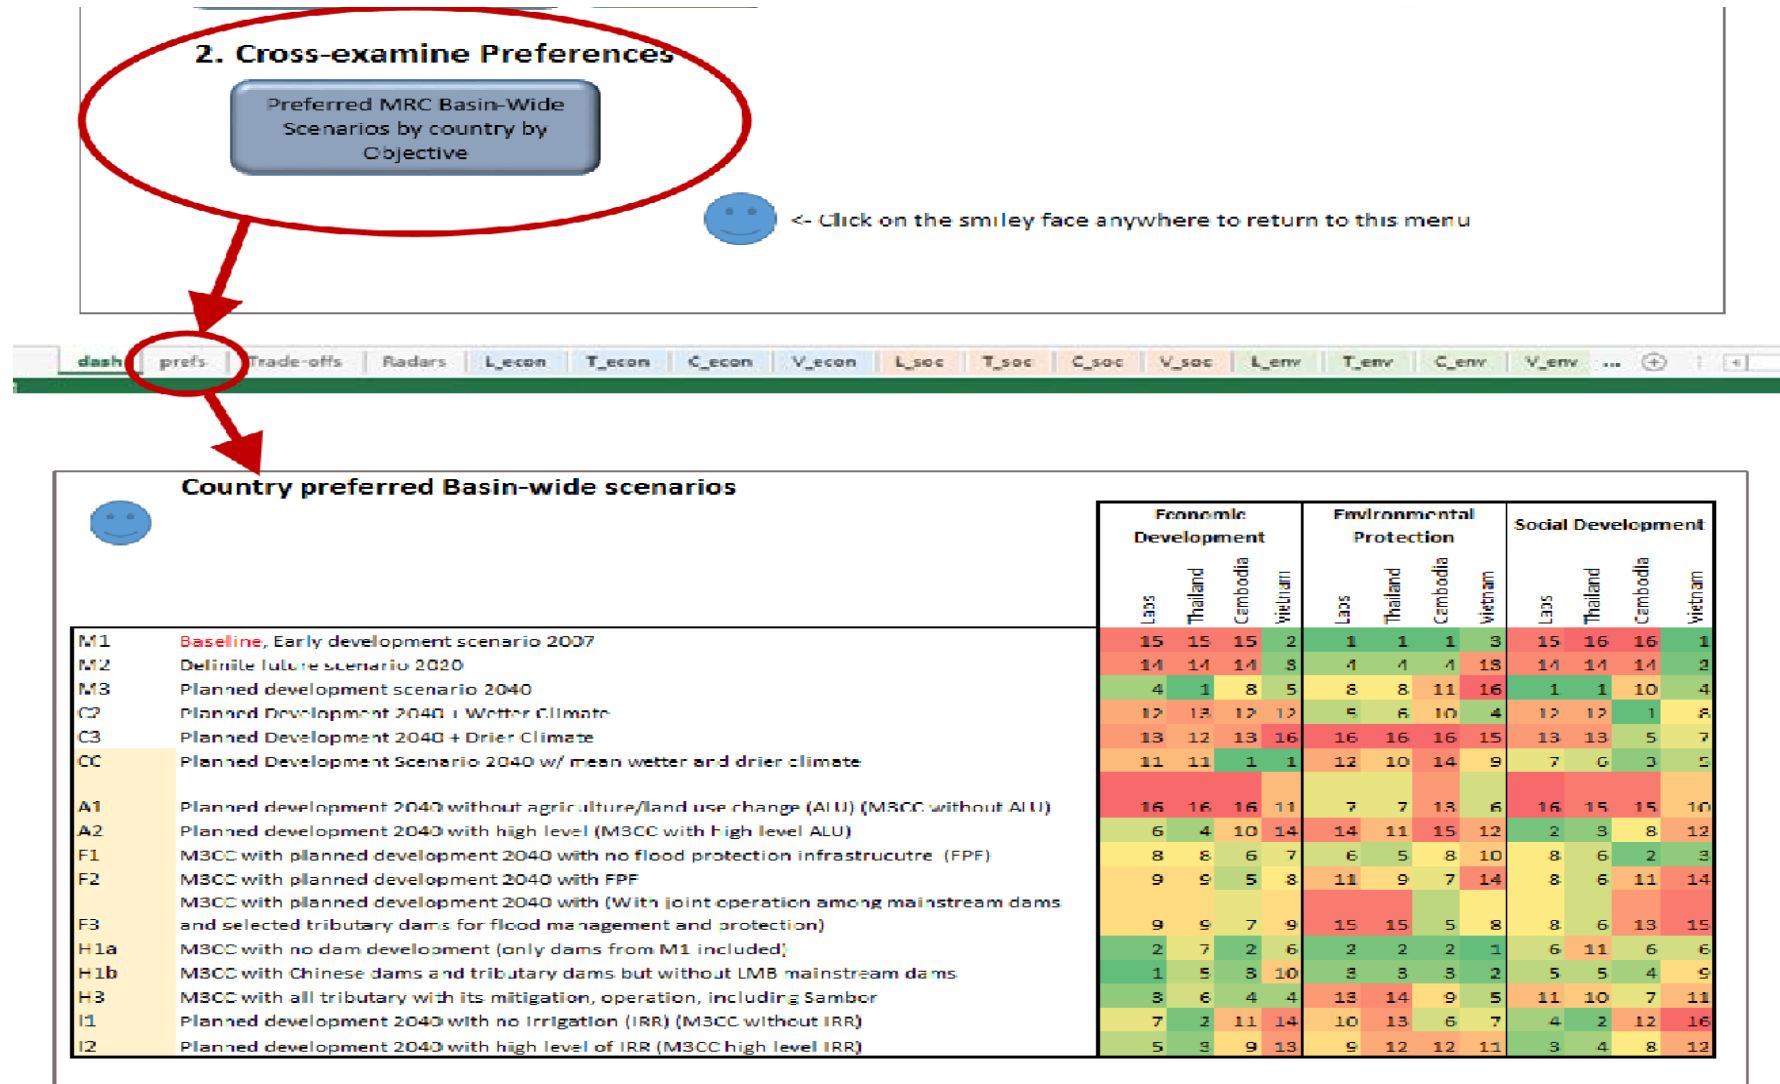 2. Cross-examine Preferences
Preferred MRC Basin-Wide
Scenarios by country by
Objective
<- Click on the smiley face anywhere to return to this menu
dash prefs Trade-offs Radars L_econ T_econ C_econ V_econ L_soc T_soc C_soc V_soc L_env T_env C_env V_env ...
Country preferred Basin-wide scenarios
Economic Development Environmental Protection Social Development
Laos Thailand Cambodia Vietnam Laos Thailand Cambodia Vietnam Laos Thailand Cambodia Vietnam
M1 Baseline, Early development scenario 2007 15 15 15 2 1 1 1 3 15 16 16 1
M2 Definite future scenario 2020 14 14 14 3 4 4 4 13 14 14 14 2
M3 Planned development scenario 2040 4 1 8 5 8 8 11 16 1 1 10 4
C2 Planned Development 2040 + Wetter Climate 12 13 12 12 5 6 10 4 12 12 1 8
C3 Planned Development 2040 + Drier Climate 13 12 13 16 16 16 16 15 13 13 5 7
CC Planned Development Scenario 2040 w/ mean wetter and drier climate 11 11 1 1 12 10 14 9 7 6 3 5
A1 Planned development 2040 without agriculture/land use change (ALU) (M3CC without ALU) 16 16 16 11 7 7 13 6 16 15 15 10
A2 Planned development 2040 with high level (M3CC with high level ALU) 6 4 10 14 14 11 15 12 2 3 8 12
F1 M3CC with planned development 2040 with no flood protection infrastrucutre (FPF) 8 8 6 7 6 5 8 10 8 6 2 3
F2 M3CC with planned development 2040 with FPF 9 9 5 8 11 9 7 14 8 6 11 14
M3CC with planned development 2040 with (With joint operation among mainstream dams
F3 and selected tributary dams for flood management and protection) 9 9 7 9 15 15 5 8 8 6 13 15
H1a M3CC with no dam development (only dams from M1 included) 2 7 2 6 2 2 2 1 6 11 6 6
H1b M3CC with Chinese dams and tributary dams but without LMB mainstream dams 1 5 3 10 3 3 3 2 5 5 4 9
H3 M3CC with all tributary with its mitigation, operation, including Sambor 3 6 4 4 13 14 9 5 11 10 7 11
I1 Planned development 2040 with no irrigation (IRR) (M3CC without IRR) 7 2 11 14 10 13 6 7 4 2 12 16
I2 Planned development 2040 with high level of IRR (M3CC high level IRR) 5 3 9 13 9 12 12 11 3 4 8 12